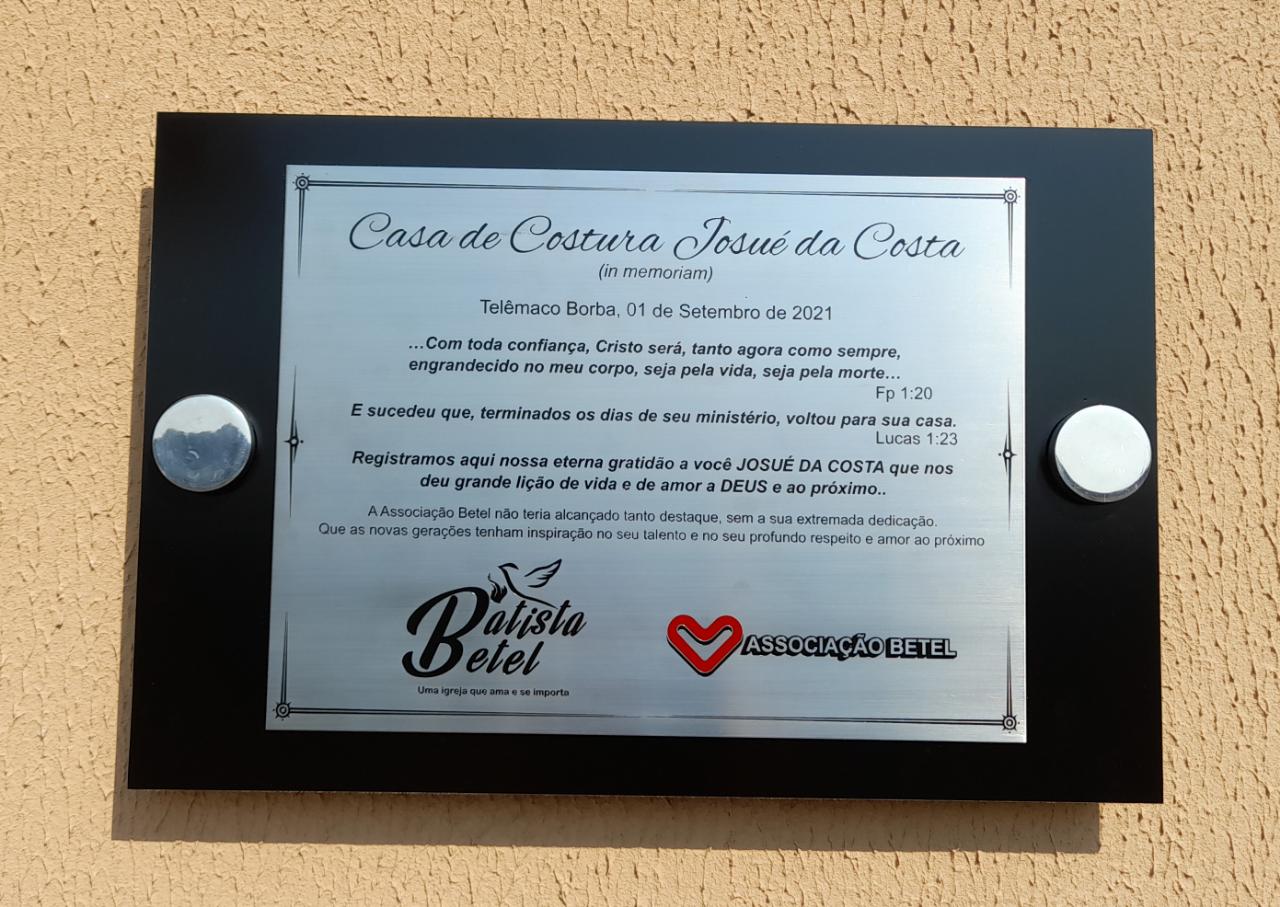 Casa de Costura Josué da Costa
(in memoriam)
Telêmaco Borba, 01 de Setembro de 2021
...Com toda confiança, Cristo será, tanto agora como sempre,
engrandecido no meu corpo, seja pela vida, seja pela morte...
Fp 1:20
E sucedeu que, terminados os dias de seu ministério, voltou para sua casa.
Lucas 1:23
Registramos aqui nossa eterna gratidão a você JOSUÉ DA COSTA que nos
deu grande lição de vida e de amor a DEUS e ao próximo..
A Associação Betel não teria alcançado tanto destaque, sem a sua extremada dedicação.
Que as novas gerações tenham inspiração no seu talento e no seu profundo respeito e amor ao próximo
Batista
Betel
Uma igreja que ama e se importa
ASSOCIAÇÃO BETEL